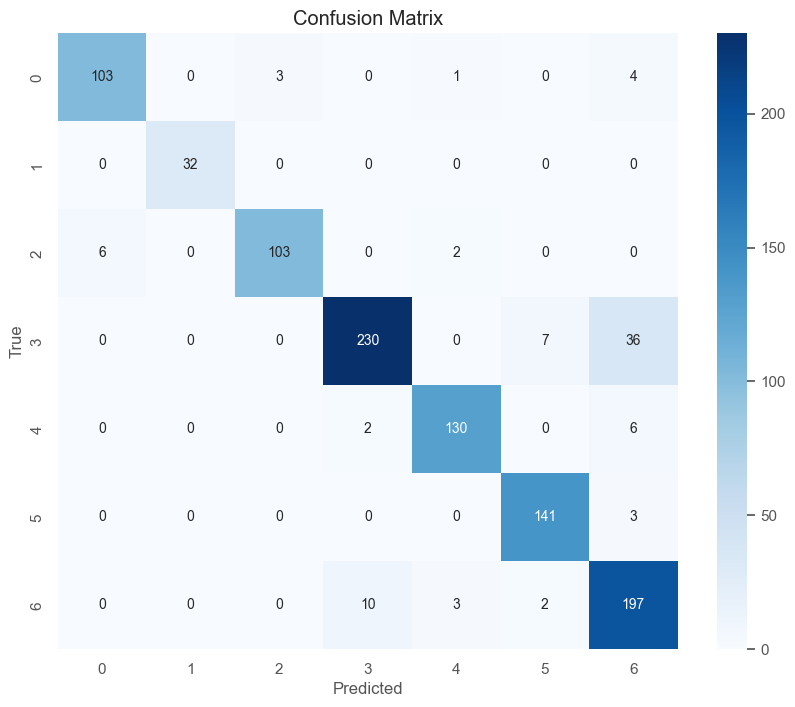 Confusion Matrix
0 103 0 3 0 1 0 4
1 0 32 0 0 0 0 0
2 6 0 103 0 2 0 0
3 0 0 0 230 0 7 36
4 0 0 0 2 130 0 6
5 0 0 0 0 0 141 3
6 0 0 0 10 3 2 197
0 1 2 3 4 5 6
Predicted
True
200
150
100
50
0